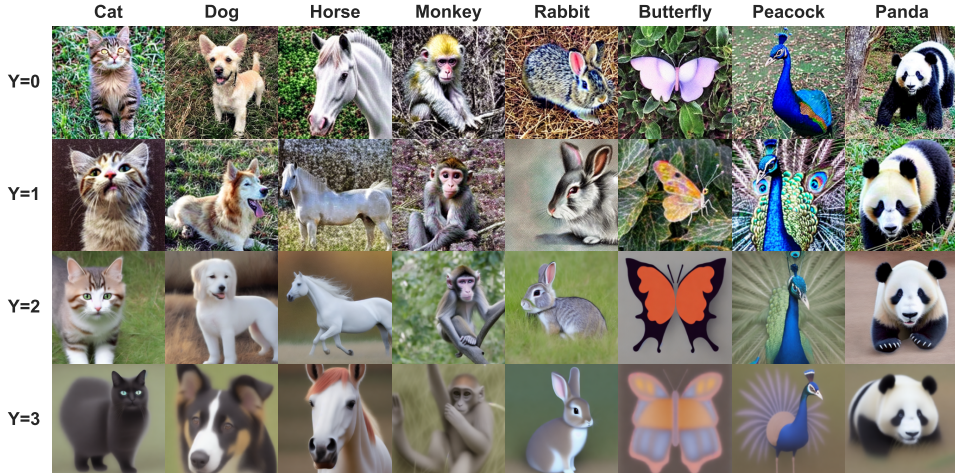 Cat Dog Horse Monkey Rabbit Butterfly Peacock Panda
Y=0
Y=1
Y=2
Y=3